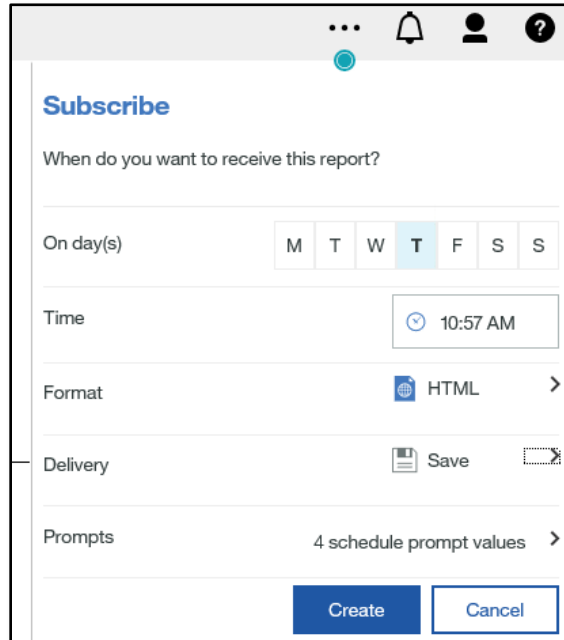 ?
Subscribe
When do you want to receive this report?
On day(s) M T W T F S S
Time 10:57 AM
Format HTML
Delivery Save
Prompts 4 schedule prompt values
Create Cancel